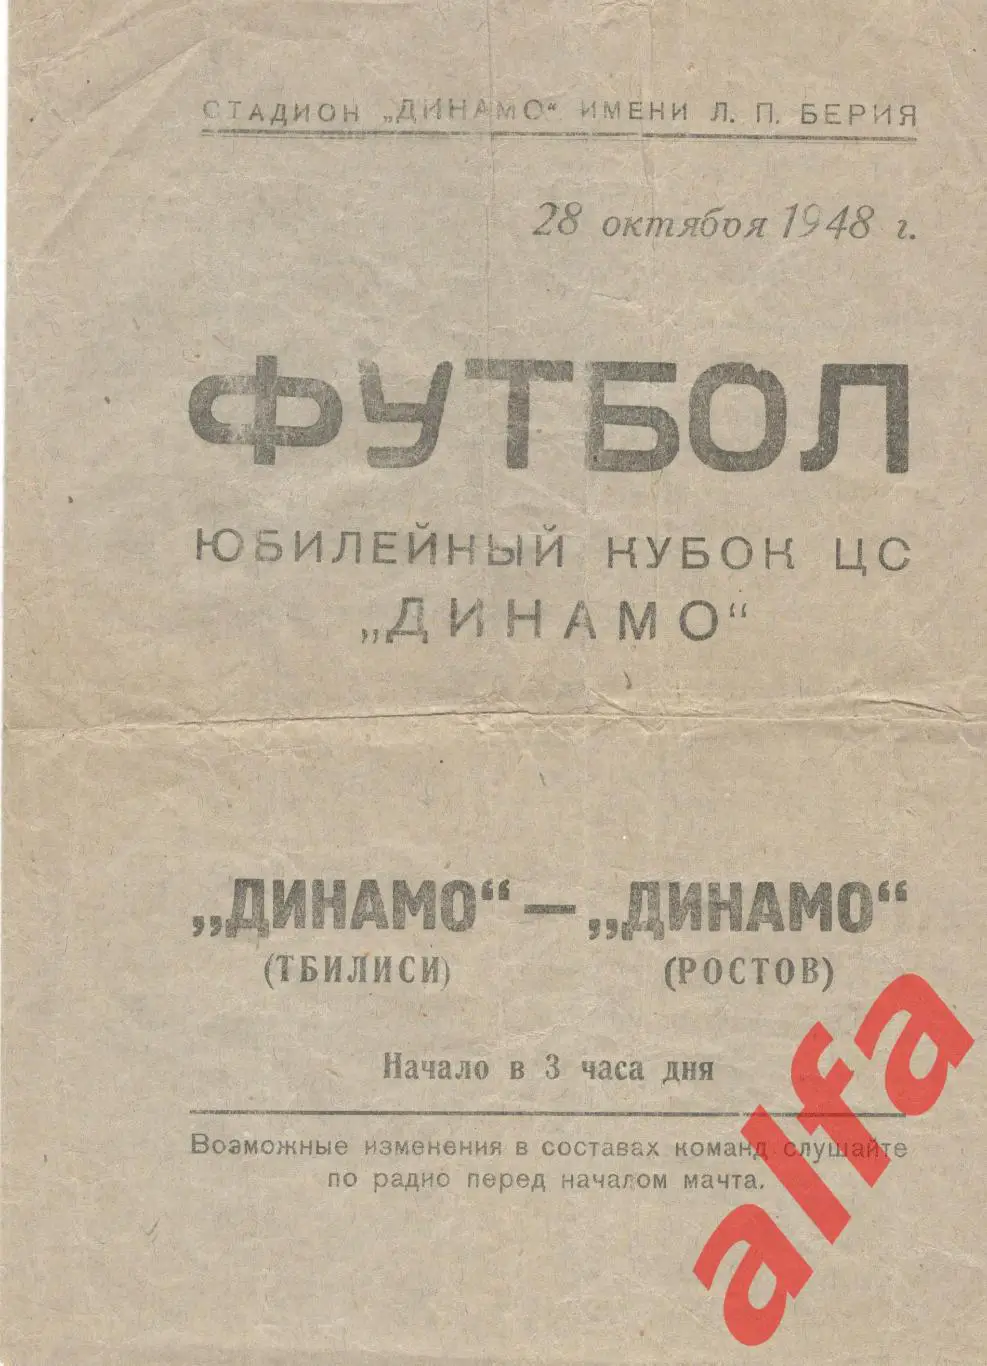 СТАДИОН „ДИНАМО“ ИМЕНИ Л. П. БЕРИЯ
28 октября 1948 г.
ФУТБОЛ
ЮБИЛЕЙНЫЙ КУБОК ЦС
„ДИНАМО“
„ДИНАМО“ — „ДИНАМО“
(ТБИЛИСИ) (РОСТОВ)
Начало в 3 часа дня
Возможные изменения в составах команд слушайте
по радио перед началом мачта.
alfa